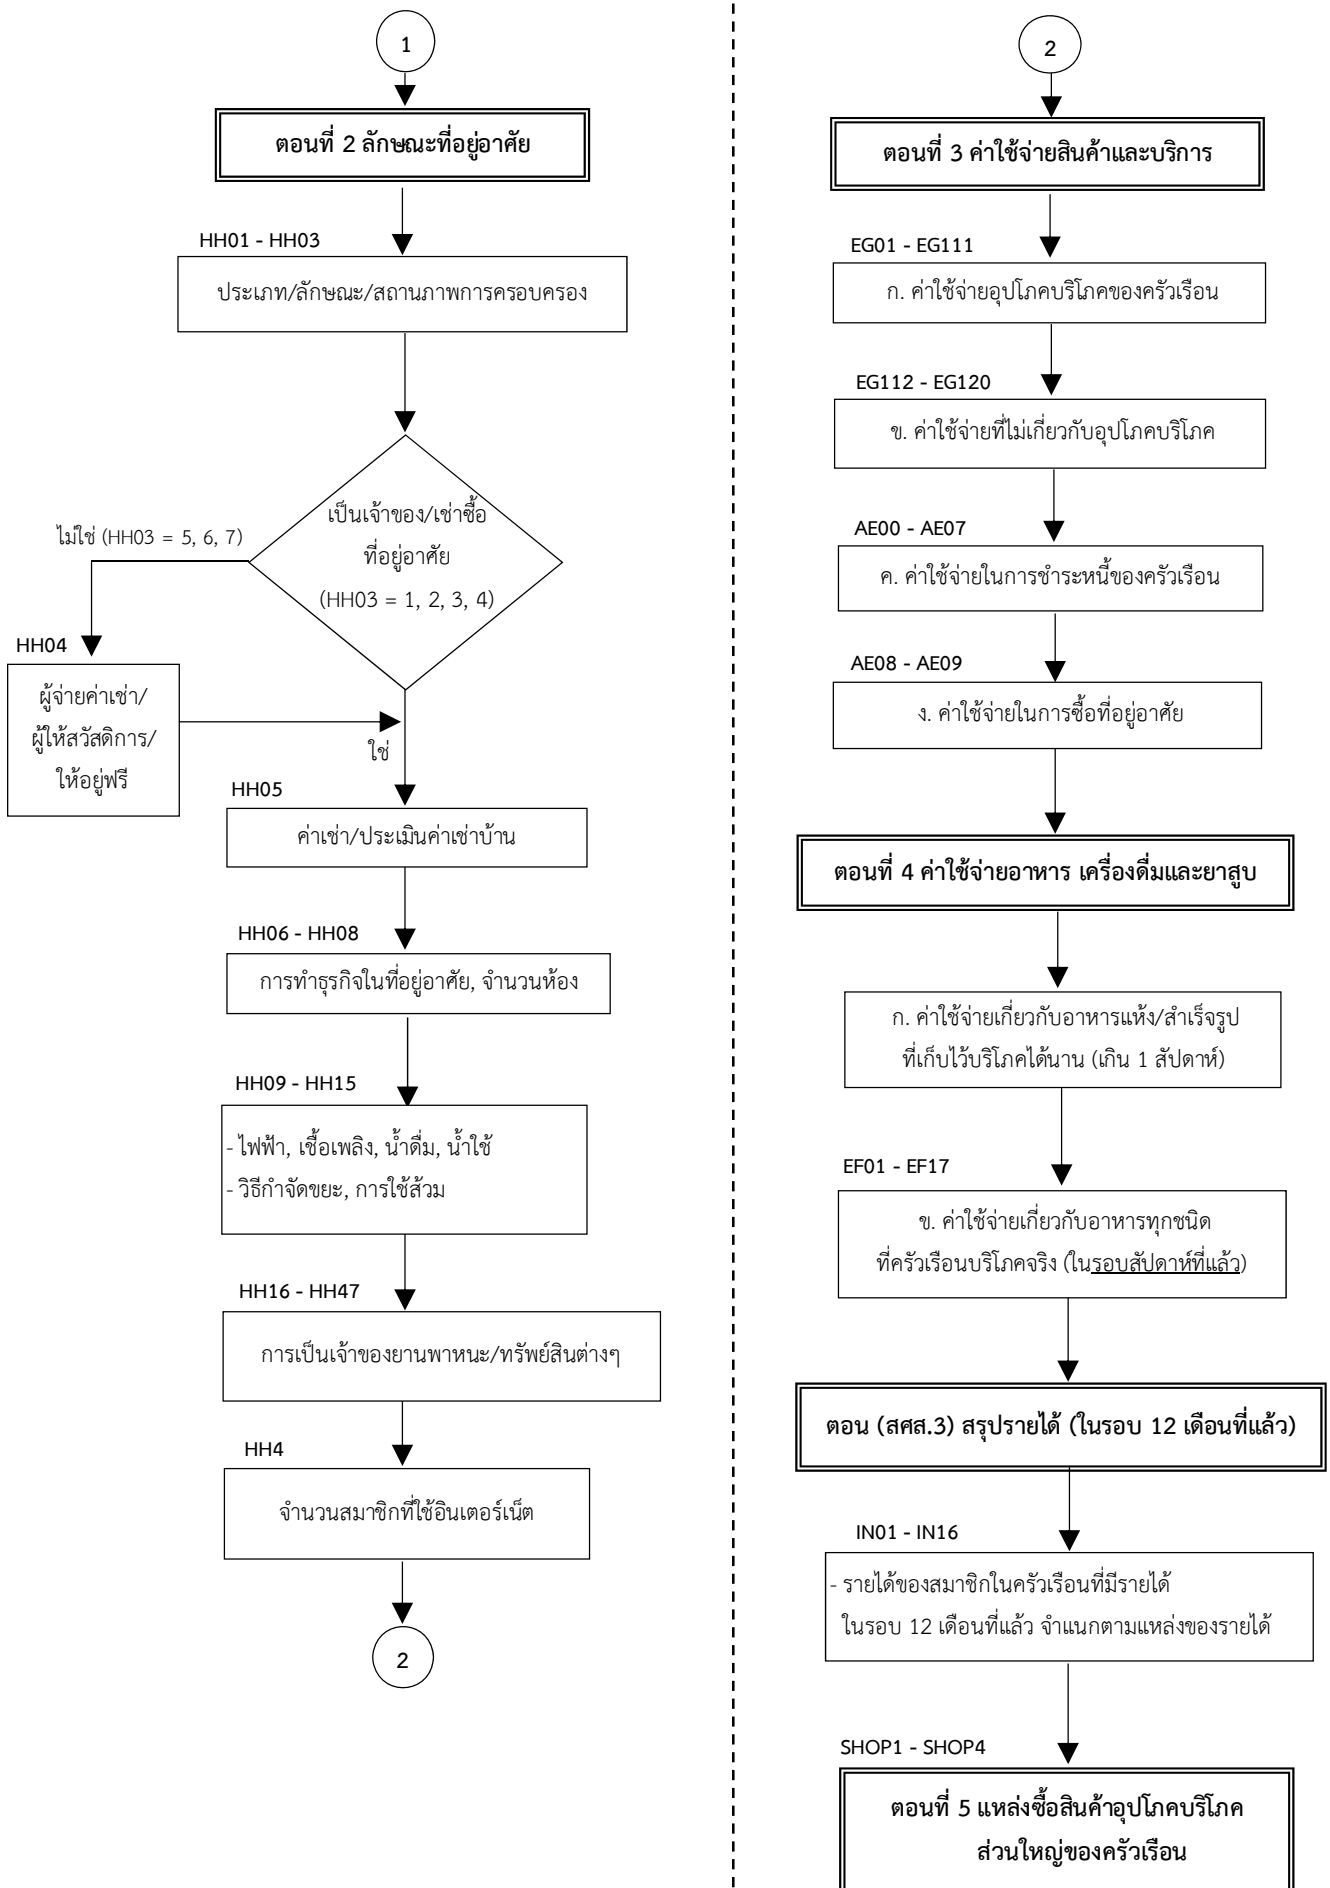 1
ตอนที่ 2 ลักษณะที่อยู่อาศัย
HH01 - HH03
ประเภท/ลักษณะ/สถานภาพการครอบครอง
เป็นเจ้าของ/เช่าซื้อ
ที่อยู่อาศัย
(HH03 = 1, 2, 3, 4)
ไม่ใช่ (HH03 = 5, 6, 7)
HH04
ผู้จ่ายค่าเช่า/
ผู้ให้สวัสดิการ/
ให้อยู่ฟรี
ใช่
HH05
ค่าเช่า/ประเมินค่าเช่าบ้าน
HH06 - HH08
การทำธุรกิจในที่อยู่อาศัย, จำนวนห้อง
HH09 - HH15
- ไฟฟ้า, เชื้อเพลิง, น้ำดื่ม, น้ำใช้
- วิธีกำจัดขยะ, การใช้ส้วม
HH16 - HH47
การเป็นเจ้าของยานพาหนะ/ทรัพย์สินต่างๆ
HH4
จำนวนสมาชิกที่ใช้อินเตอร์เน็ต
2
2
ตอนที่ 3 ค่าใช้จ่ายสินค้าและบริการ
EG01 - EG111
ก. ค่าใช้จ่ายอุปโภคบริโภคของครัวเรือน
EG112 - EG120
ข. ค่าใช้จ่ายที่ไม่เกี่ยวกับอุปโภคบริโภค
AE00 - AE07
ค. ค่าใช้จ่ายในการชำระหนี้ของครัวเรือน
AE08 - AE09
ง. ค่าใช้จ่ายในการซื้อที่อยู่อาศัย
ตอนที่ 4 ค่าใช้จ่ายอาหาร เครื่องดื่มและยาสูบ
ก. ค่าใช้จ่ายเกี่ยวกับอาหารแห้ง/สำเร็จรูป
ที่เก็บไว้บริโภคได้นาน (เกิน 1 สัปดาห์)
EF01 - EF17
ข. ค่าใช้จ่ายเกี่ยวกับอาหารทุกชนิด
ที่ครัวเรือนบริโภคจริง (ในรอบสัปดาห์ที่แล้ว)
ตอน (สศส.3) สรุปรายได้ (ในรอบ 12 เดือนที่แล้ว)
IN01 - IN16
- รายได้ของสมาชิกในครัวเรือนที่มีรายได้
ในรอบ 12 เดือนที่แล้ว จำแนกตามแหล่งของรายได้
SHOP1 - SHOP4
ตอนที่ 5 แหล่งซื้อสินค้าอุปโภคบริโภค
ส่วนใหญ่ของครัวเรือน